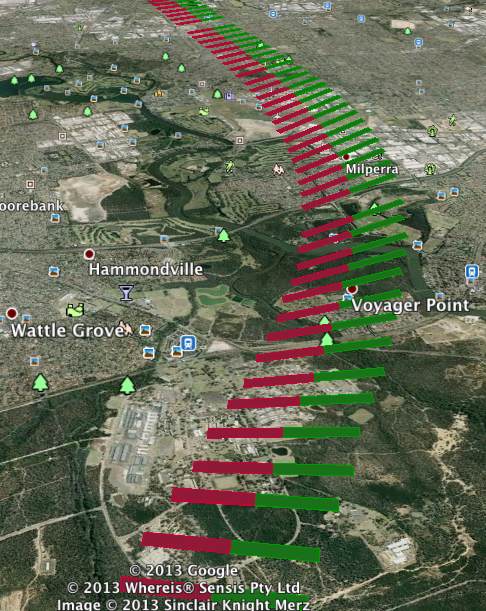 Milperra
oorebank
Hammondville
Voyager Point
Wattle Grove
© 2013 Google
© 2013 Whereis® Sensis Pty Ltd
Image © 2013 Sinclair Knight Merz